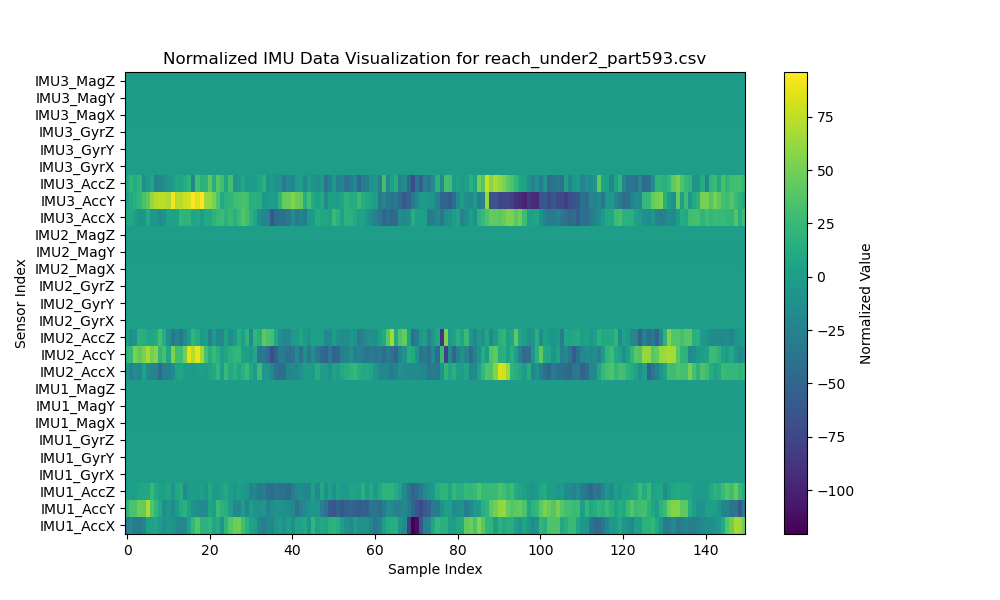 Normalized IMU Data Visualization for reach_under2_part593.csv
IMU3_MagZ
IMU3_MagY
IMU3_MagX
IMU3_GyrZ
IMU3_GyrY
IMU3_GyrX
IMU3_AccZ
IMU3_AccY
IMU3_AccX
IMU2_MagZ
IMU2_MagY
IMU2_MagX
IMU2_GyrZ
IMU2_GyrY
IMU2_GyrX
IMU2_AccZ
IMU2_AccY
IMU2_AccX
IMU1_MagZ
IMU1_MagY
IMU1_MagX
IMU1_GyrZ
IMU1_GyrY
IMU1_GyrX
IMU1_AccZ
IMU1_AccY
IMU1_AccX
Sensor Index
0 20 40 60 80 100 120 140
Sample Index
75
50
25
0
−25
−50
−75
−100
Normalized Value